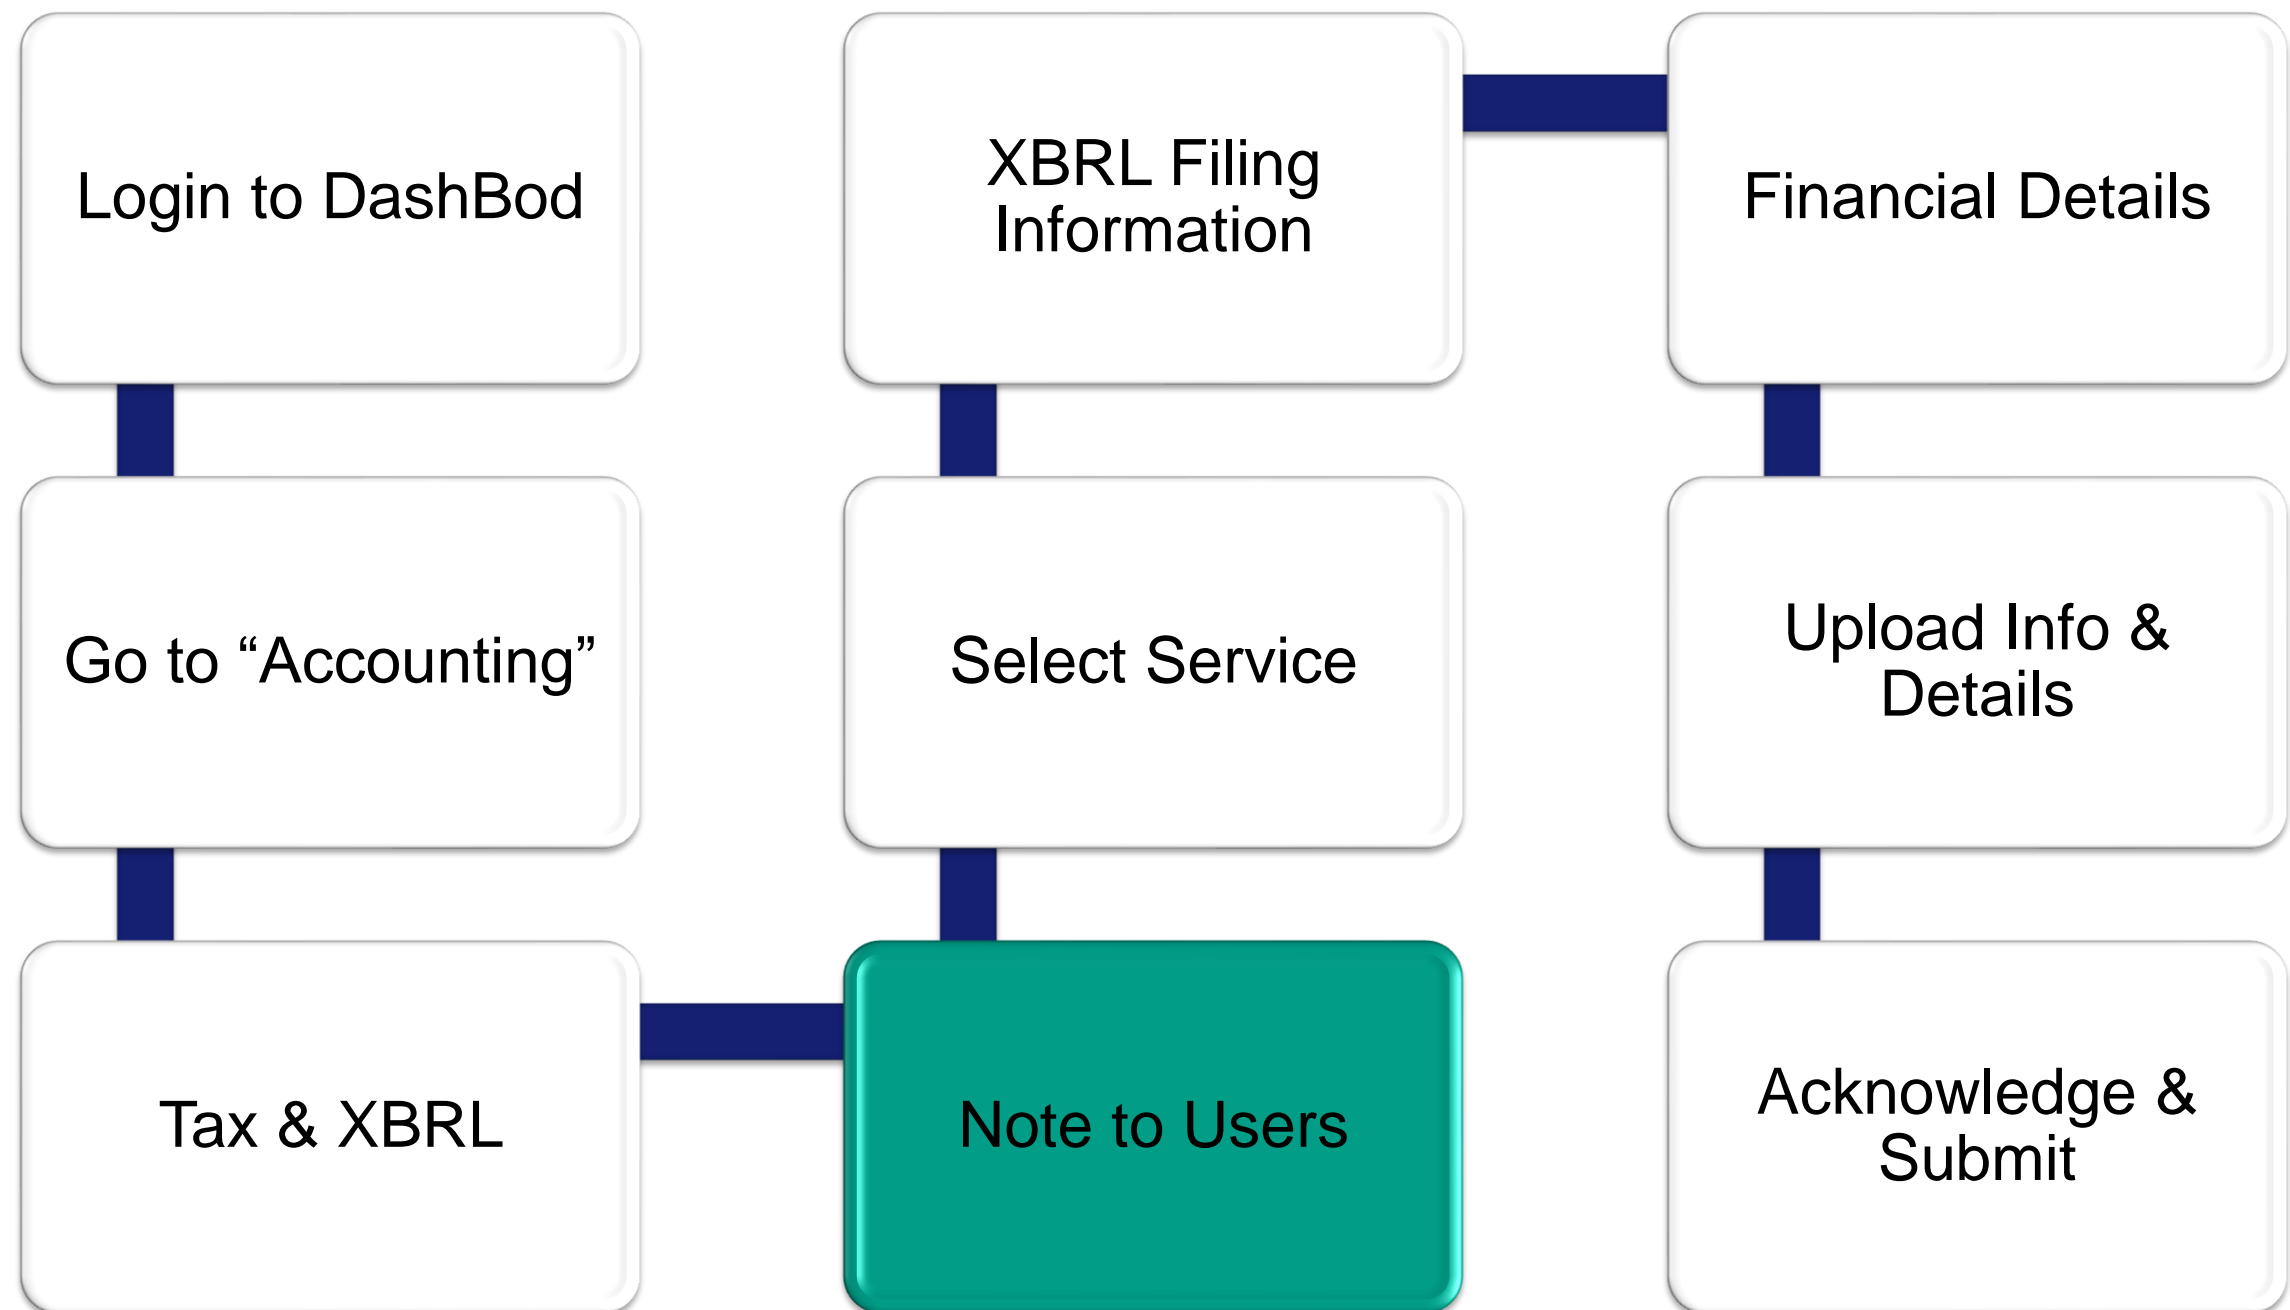 Login to DashBod
Go to “Accounting”
Tax & XBRL
Note to Users
Select Service
XBRL Filing
Information
Financial Details
Upload Info &
Details
Acknowledge &
Submit